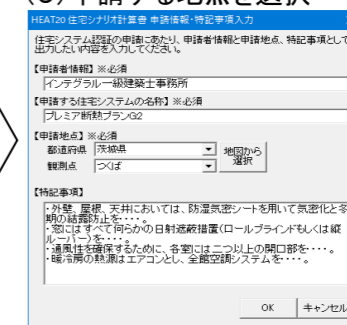 HEAT20 住宅シナリオ計算書 申請情報・特記事項入力
住宅システム認証の申請にあたり、申請者情報と申請地点、特記事項として
出力したい内容を入力してください。
【申請者情報】※必須
インテグラル一級建築士事務所
【申請する住宅システムの名称】※必須
プレミア断熱プランG2
【申請地点】※必須
都道府県 茨城県
地図から
選択
観測点 つくば
【特記事項】
・外壁、屋根、天井においては、防湿気密シートを用いて気密化と冬
期の結露防止を・・・。
・窓にはすべて何らかの日射遮蔽措置(ロールブラインドもしくは縦
ルーバー)を・・・。
・通風性を確保するために、各室には二つ以上の開口部を・・・。
・暖冷房の熱源はエアコンとし、全館空調システムを・・・。
OK キャンセル